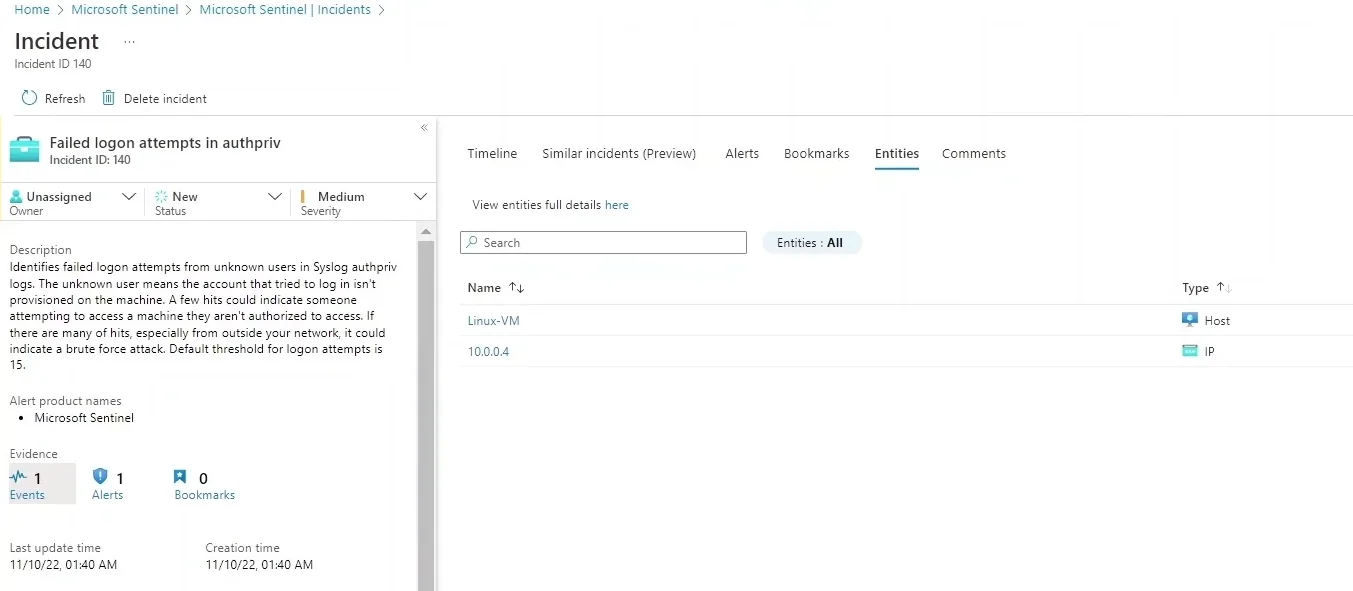 Home > Microsoft Sentinel > Microsoft Sentinel | Incidents >
Incident ...
Incident ID 140
Refresh Delete incident
«
Failed logon attempts in authpriv
Incident ID: 140
Unassigned New Medium
Owner Status Severity
Description
Identifies failed logon attempts from unknown users in Syslog authpriv
logs. The unknown user means the account that tried to log in isn't
provisioned on the machine. A few hits could indicate someone
attempting to access a machine they aren't authorized to access. If
there are many of hits, especially from outside your network, it could
indicate a brute force attack. Default threshold for logon attempts is
15.
Alert product names
• Microsoft Sentinel
Evidence
1 1 0
Events Alerts Bookmarks
Last update time Creation time
11/10/22, 01:40 AM 11/10/22, 01:40 AM
Timeline Similar incidents (Preview) Alerts Bookmarks Entities Comments
View entities full details here
Search Entities : All
Name ↑↓ Type ↑↓
Linux-VM Host
10.0.0.4 IP